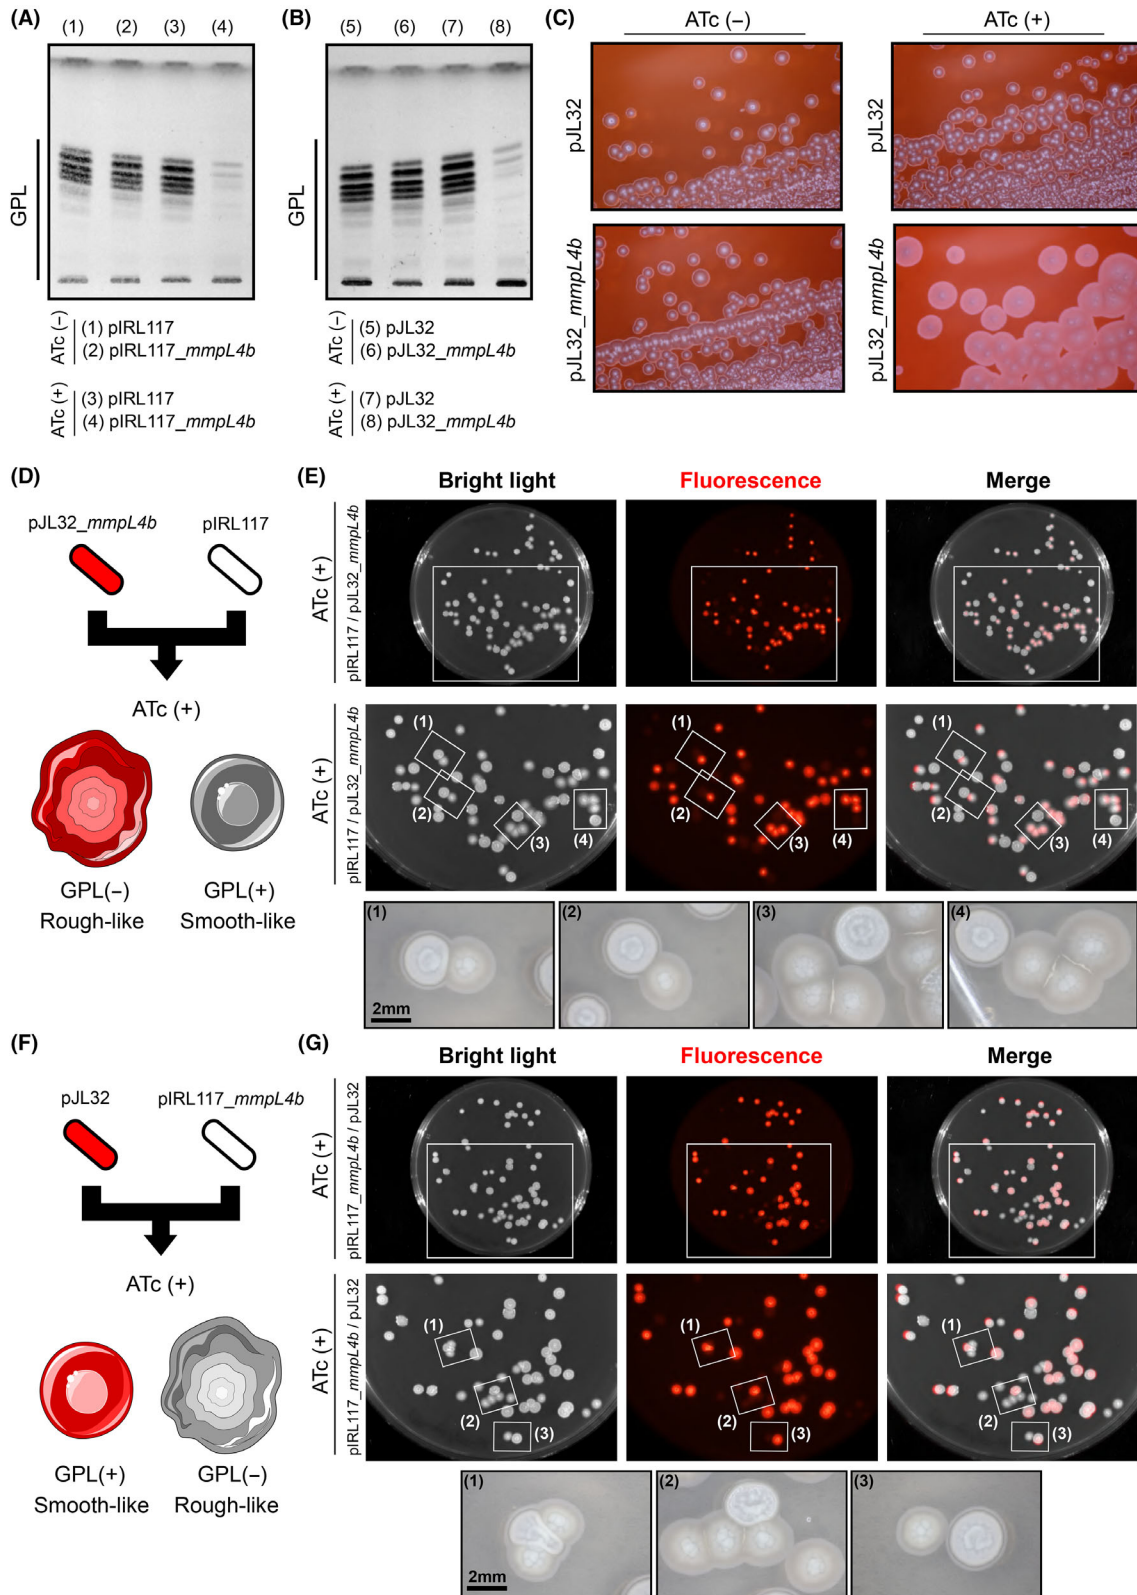 (A)
(1) (2) (3) (4)
GPL
ATc (–)
(1) pIRL117
(2) pIRL117_mmpL4b
ATc (+)
(3) pIRL117
(4) pIRL117_mmpL4b
(B)
(5) (6) (7) (8)
GPL
ATc (–)
(5) pJL32
(6) pJL32_mmpL4b
ATc (+)
(7) pJL32
(8) pJL32_mmpL4b
(C)
ATc (–) ATc (+)
pJL32
pJL32
pJL32_mmpL4b
pJL32_mmpL4b
(D)
pJL32_mmpL4b pIRL117
ATc (+)
GPL(–) GPL(+)
Rough-like Smooth-like
(E)
Bright light Fluorescence Merge
ATc (+)
pIRL117 / pJL32_mmpL4b
ATc (+)
pIRL117 / pJL32_mmpL4b
(1) (1) (1)
(2) (2) (2)
(3) (3) (3)
(4) (4) (4)
(1) (2) (3) (4)
2mm
(F)
pJL32 pIRL117_mmpL4b
ATc (+)
GPL(+) GPL(–)
Smooth-like Rough-like
(G)
Bright light Fluorescence Merge
ATc (+)
pIRL117_mmpL4b / pJL32
ATc (+)
pIRL117_mmpL4b / pJL32
(1) (1) (1)
(2) (2) (2)
(3) (3) (3)
(1) (2) (3)
2mm